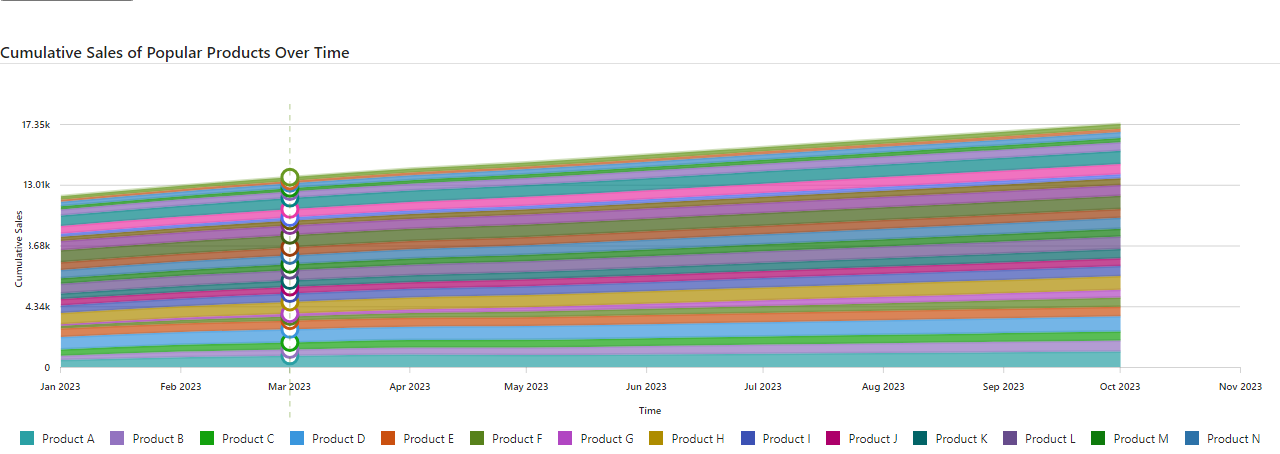 Cumulative Sales of Popular Products Over Time
17.35k
13.01k
4.34k
0
Cumulative Sales
Jan 2023 Feb 2023 Mar 2023 Apr 2023 May 2023 Jun 2023 Jul 2023 Aug 2023 Sep 2023 Oct 2023 Nov 2023
Time
Product A Product B Product C Product D Product E Product F Product G Product H Product I Product J Product K Product L Product M Product N